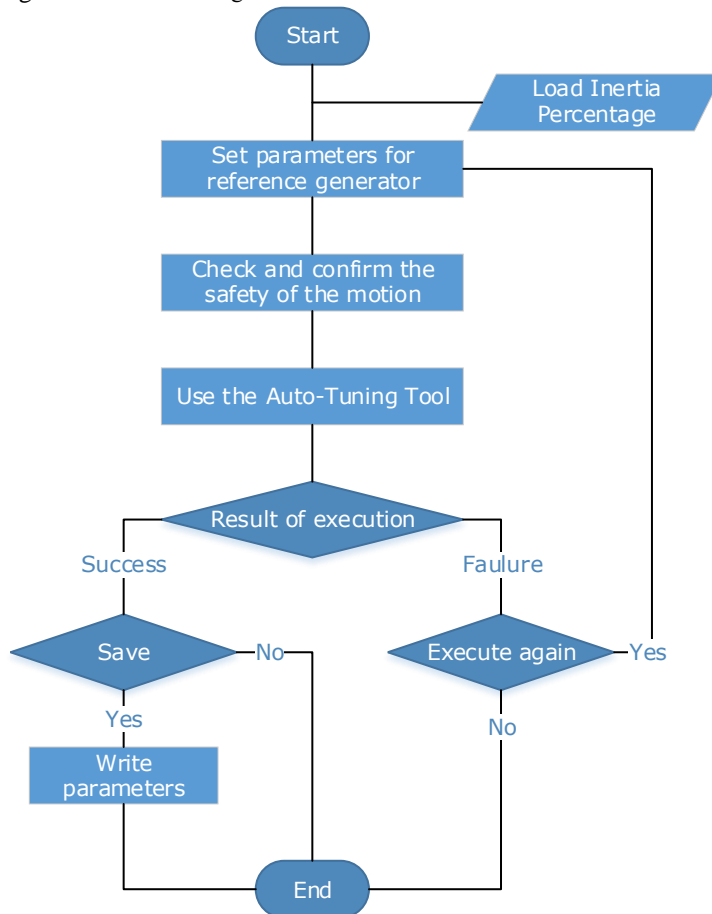 Start
Load Inertia
Percentage
Set parameters for
reference generator
Check and confirm the
safety of the motion
Use the Auto-Tuning Tool
Result of execution
Success
Faulure
Save
No
Execute again
Yes
Yes
No
Write
parameters
End